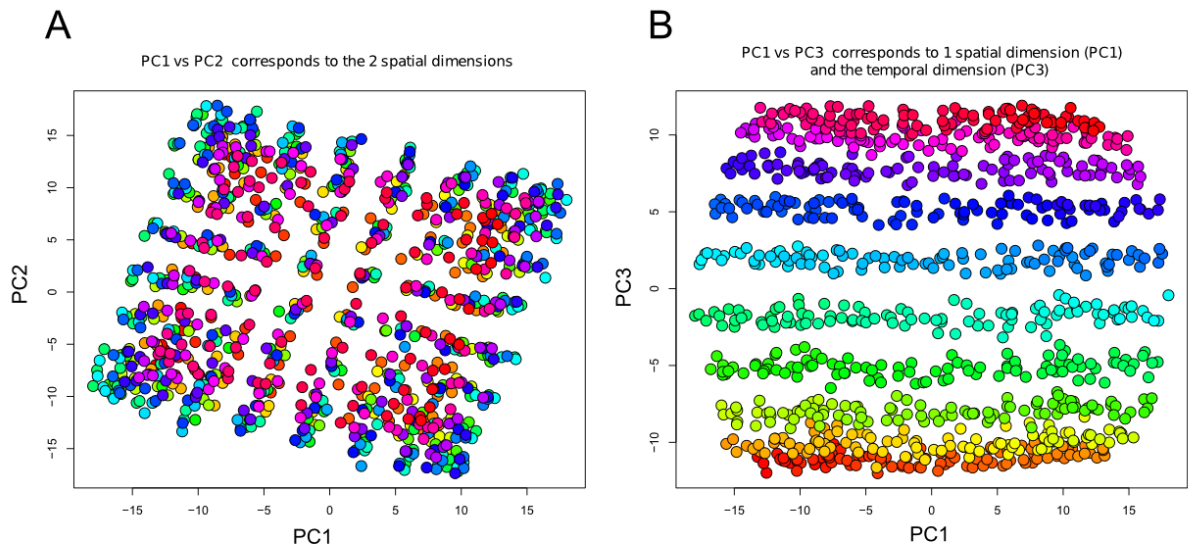 A
PC1 vs PC2 corresponds to the 2 spatial dimensions
PC2
15
10
5
0
−5
−10
−15
−15 −10 −5 0 5 10 15
PC1
B
PC1 vs PC3 corresponds to 1 spatial dimension (PC1)
and the temporal dimension (PC3)
PC3
10
5
0
−5
−10
−15 −10 −5 0 5 10 15
PC1